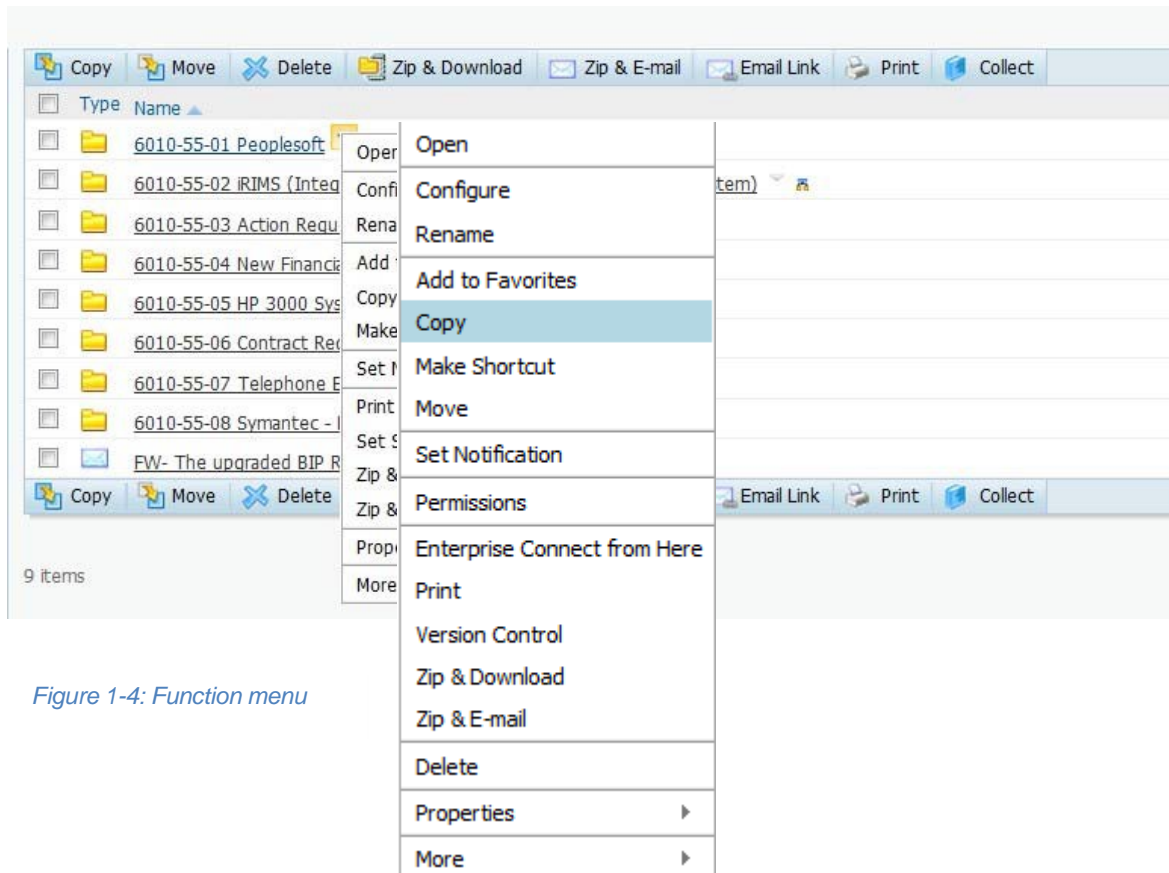 Copy Move Delete Zip & Download Zip & E-mail Email Link Print Collect
Type Name
6010-55-01 Peoplesoft
6010-55-02 iRIMS (Integ tem)
6010-55-03 Action Requ
6010-55-04 New Financia
6010-55-05 HP 3000 Sys
6010-55-06 Contract Rec
6010-55-07 Telephone E
6010-55-08 Symantec -
FW- The upgraded BIP R
Copy Move Delete Email Link Print Collect
9 items
Open
Confi
Rena
Add
Copy
Make
Set N
Print
Set S
Zip &
Zip &
Prope
More
Open
Configure
Rename
Add to Favorites
Copy
Make Shortcut
Move
Set Notification
Permissions
Enterprise Connect from Here
Print
Version Control
Zip & Download
Zip & E-mail
Delete
Properties
More
Figure 1-4: Function menu